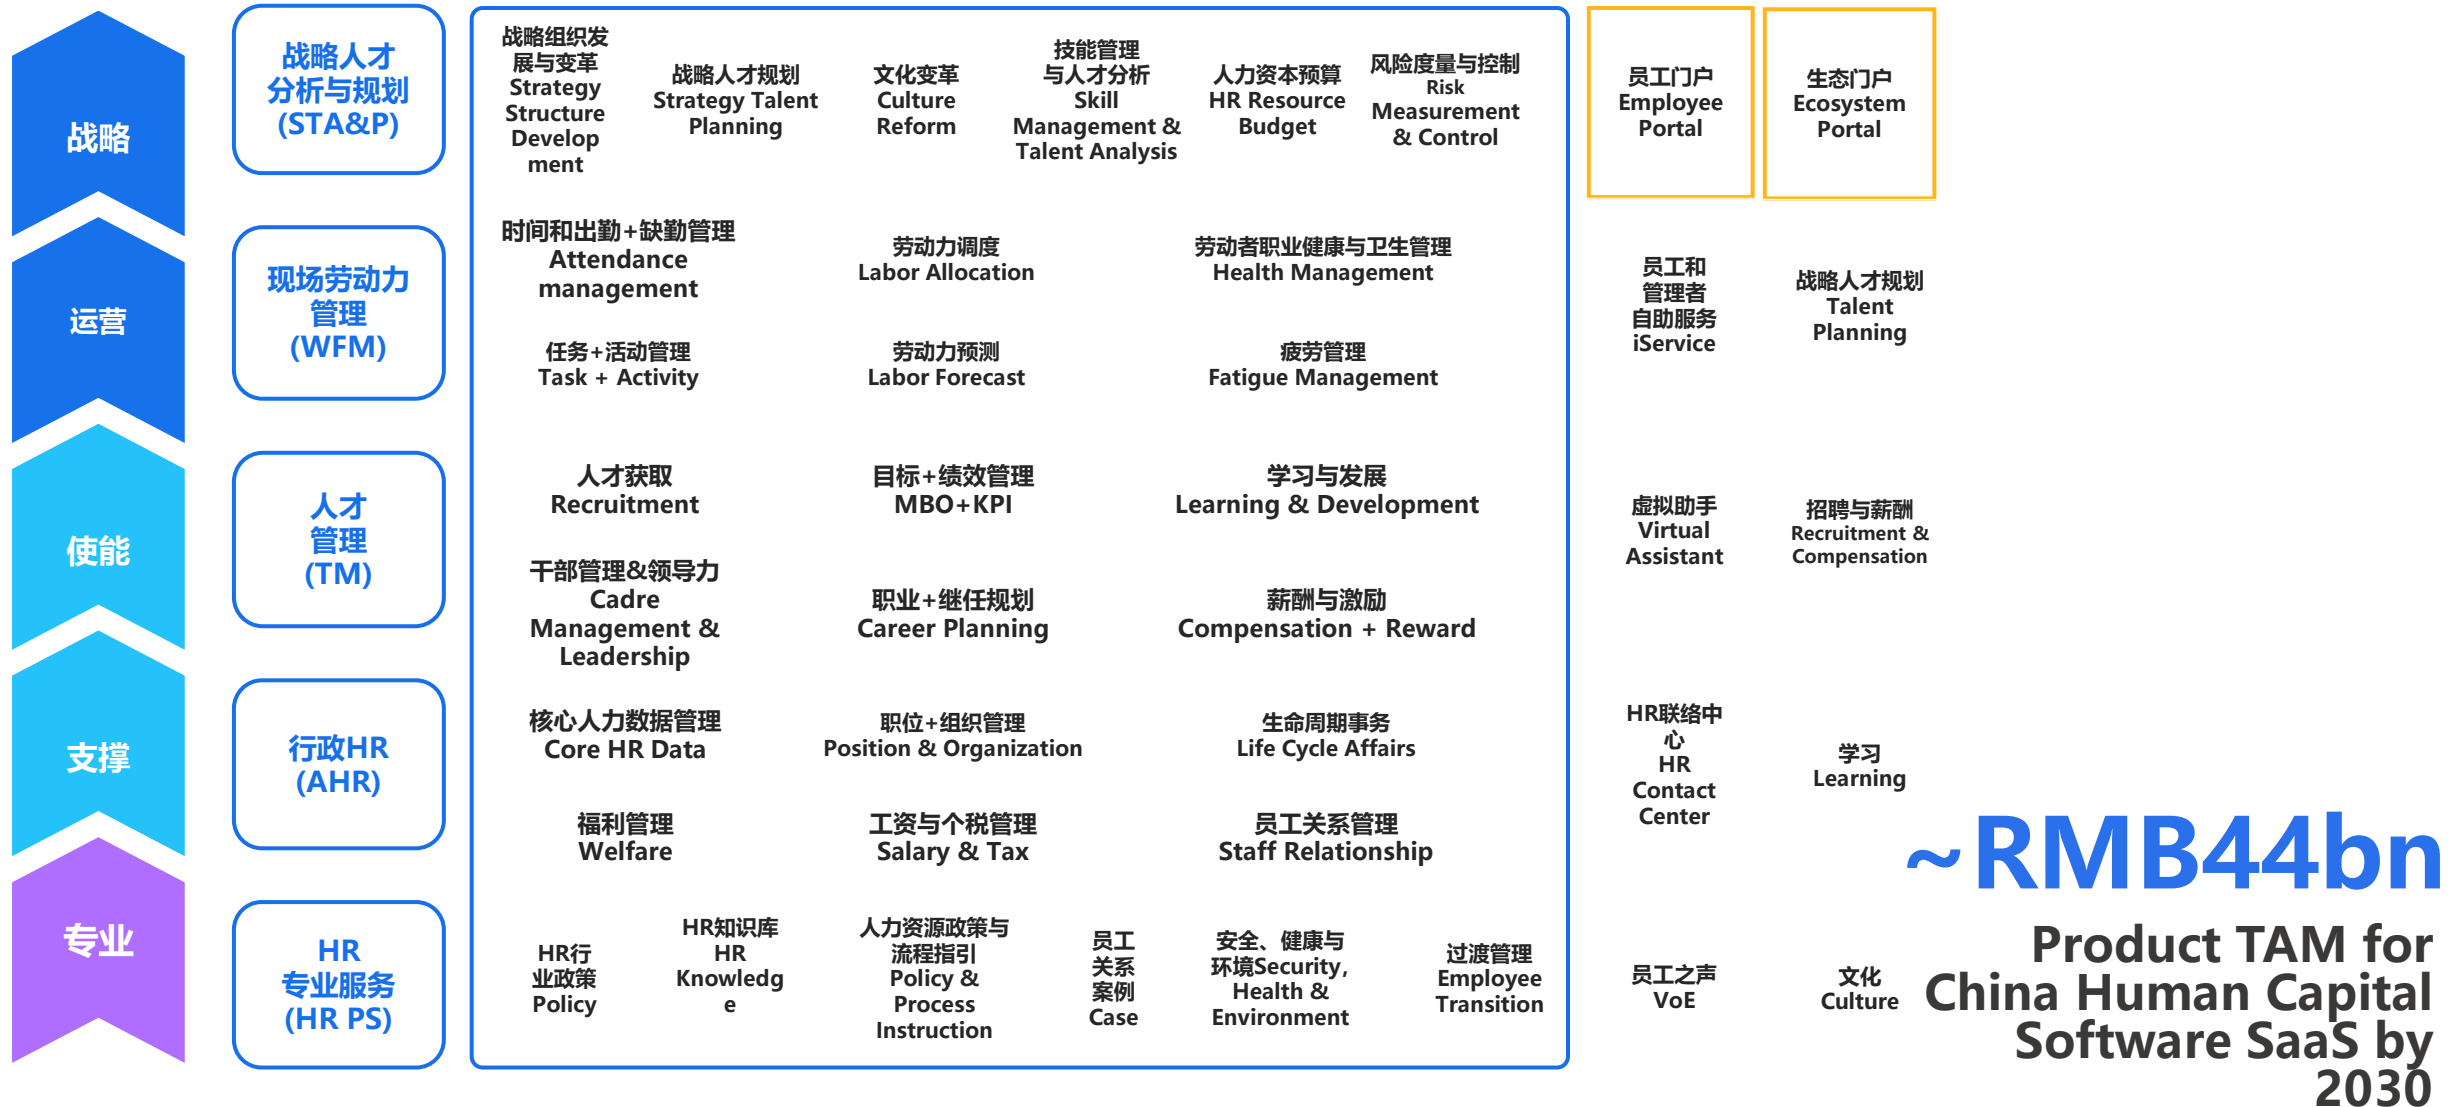 战略
战略人才
分析与规划
(STA&P)
战略组织发
展与变革
Strategy
Structure
Develop
ment
战略人才规划
Strategy Talent
Planning
文化变革
Culture
Reform
技能管理
与人才分析
Skill
Management &
Talent Analysis
人力资本预算
HR Resource
Budget
风险度量与控制
Risk
Measurement
& Control
员工门户
Employee
Portal
生态门户
Ecosystem
Portal
运营
现场劳动力
管理
(WFM)
时间和出勤+缺勤管理
Attendance
management
劳动力调度
Labor Allocation
劳动者职业健康与卫生管理
Health Management
任务+活动管理
Task + Activity
劳动力预测
Labor Forecast
疲劳管理
Fatigue Management
员工和
管理者
自助服务
iService
战略人才规划
Talent
Planning
使能
人才
管理
(TM)
人才获取
Recruitment
目标+绩效管理
MBO+KPI
学习与发展
Learning & Development
干部管理&领导力
Cadre
Management &
Leadership
职业+继任规划
Career Planning
薪酬与激励
Compensation + Reward
虚拟助手
Virtual
Assistant
招聘与薪酬
Recruitment &
Compensation
支撑
行政HR
(AHR)
核心人力数据管理
Core HR Data
职位+组织管理
Position & Organization
生命周期事务
Life Cycle Affairs
福利管理
Welfare
工资与个税管理
Salary & Tax
员工关系管理
Staff Relationship
HR联络中
心
HR
Contact
Center
学习
Learning
专业
HR
专业服务
(HR PS)
HR行
业政策
Policy
HR知识库
HR
Knowledg
e
人力资源政策与
流程指引
Policy &
Process
Instruction
员工
关系
案例
Case
安全、健康与
环境Security,
Health &
Environment
过渡管理
Employee
Transition
员工之声
VoE
文化
Culture
~RMB44bn
Product TAM for
China Human Capital
Software SaaS by
2030